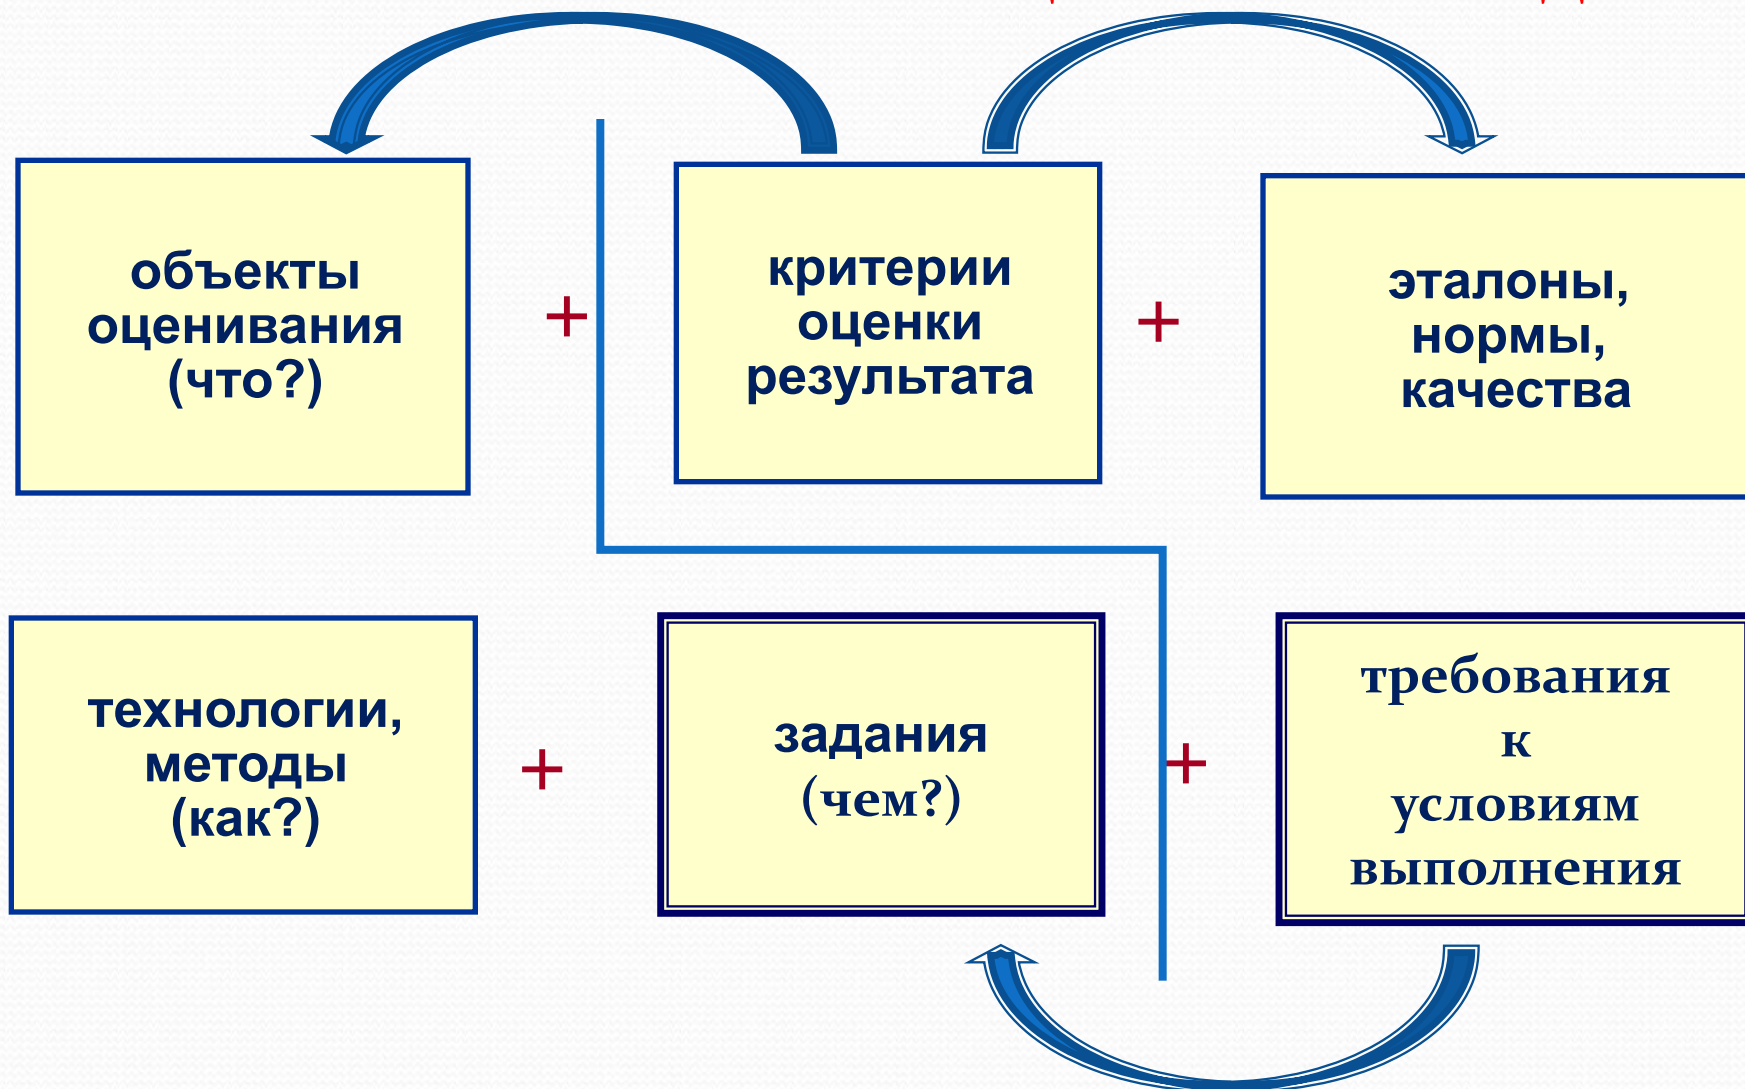 объекты
оценивания
(что?)
+
критерии
оценки
результата
+
эталоны,
нормы,
качества
технологии,
методы
(как?)
+
задания
(чем?)
+
требования
к
условиям
выполнения